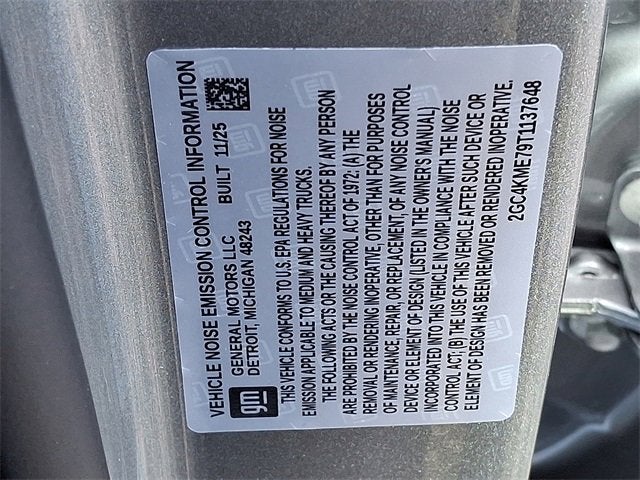 VEHICLE NOISE EMISSION CONTROL INFORMATION
gm
GENERAL MOTORS LLC
DETROIT, MICHIGAN 48243
BUILT 11/25
THIS VEHICLE CONFORMS TO U.S. EPA REGULATIONS FOR NOISE
EMISSION APPLICABLE TO MEDIUM AND HEAVY TRUCKS.
THE FOLLOWING ACTS OR THE CAUSING THEREOF BY ANY PERSON
ARE PROHIBITED BY THE NOISE CONTROL ACT OF 1972: (A) THE
REMOVAL OR RENDERING INOPERATIVE, OTHER THAN FOR PURPOSES
OF MAINTENANCE, REPAIR, OR REPLACEMENT, OF ANY NOISE CONTROL
DEVICE OR ELEMENT OF DESIGN (LISTED IN THE OWNER'S MANUAL)
INCORPORATED INTO THIS VEHICLE IN COMPLIANCE WITH THE NOISE
CONTROL ACT; (B) THE USE OF THIS VEHICLE AFTER SUCH DEVICE OR
ELEMENT OF DESIGN HAS BEEN REMOVED OR RENDERED INOPERATIVE.
2GC4KME79T1137648